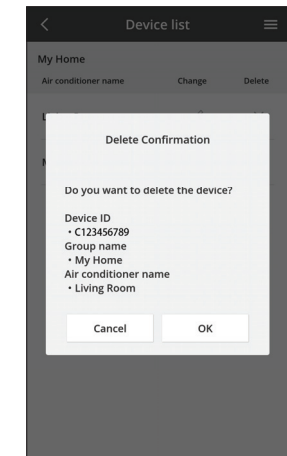 Device list
My Home
Air conditioner name Change Delete
Delete Confirmation
Do you want to delete the device?
Device ID
• C123456789
Group name
• My Home
Air conditioner name
• Living Room
Cancel OK